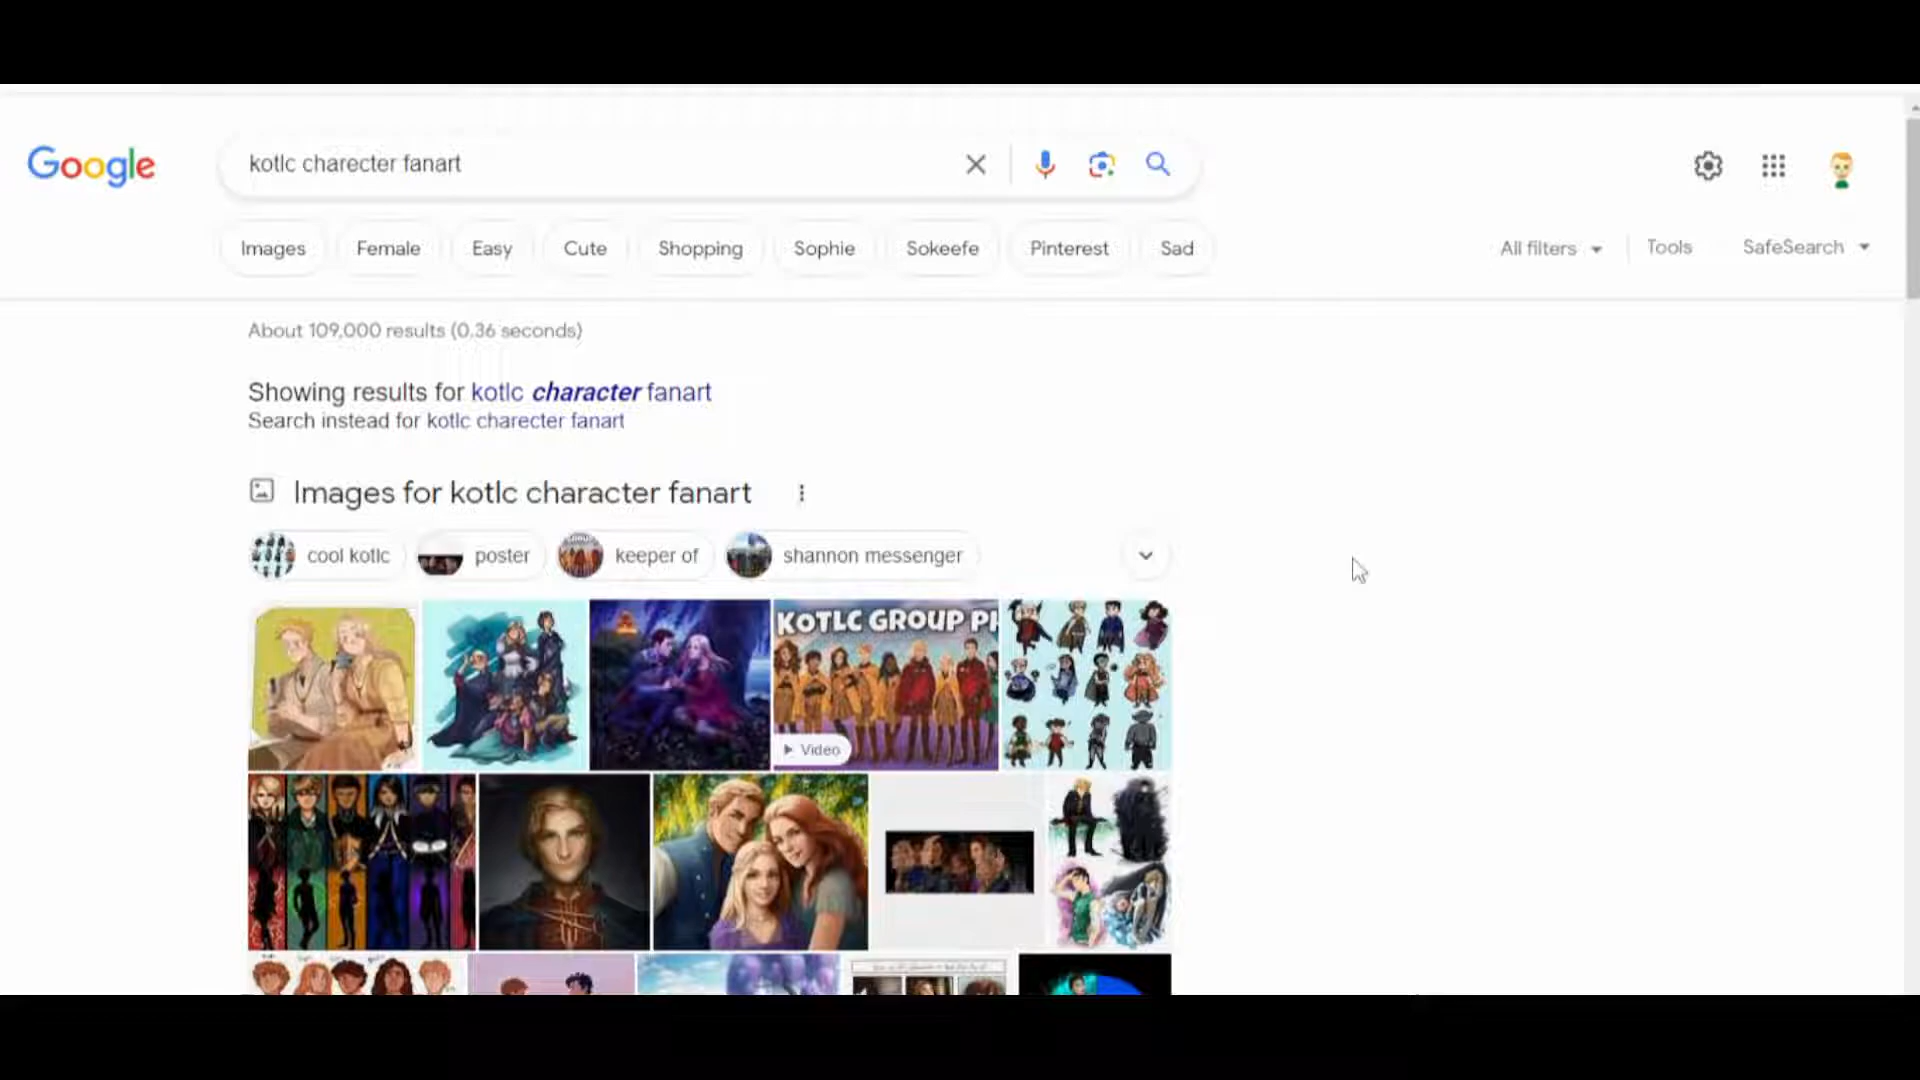 Google
kotlc charecter fanart
Images
Female
Easy
Cute
Shopping
Sophie
Sokeefe
Pinterest
Sad
All filters
Tools
SafeSearch
About 109,000 results (0.36 seconds)
Showing results for kotlc character fanart
Search instead for kotlc charecter fanart
Images for kotlc character fanart
cool kotlc
poster
keeper of
shannon messenger
KOTLC GROUP
Video